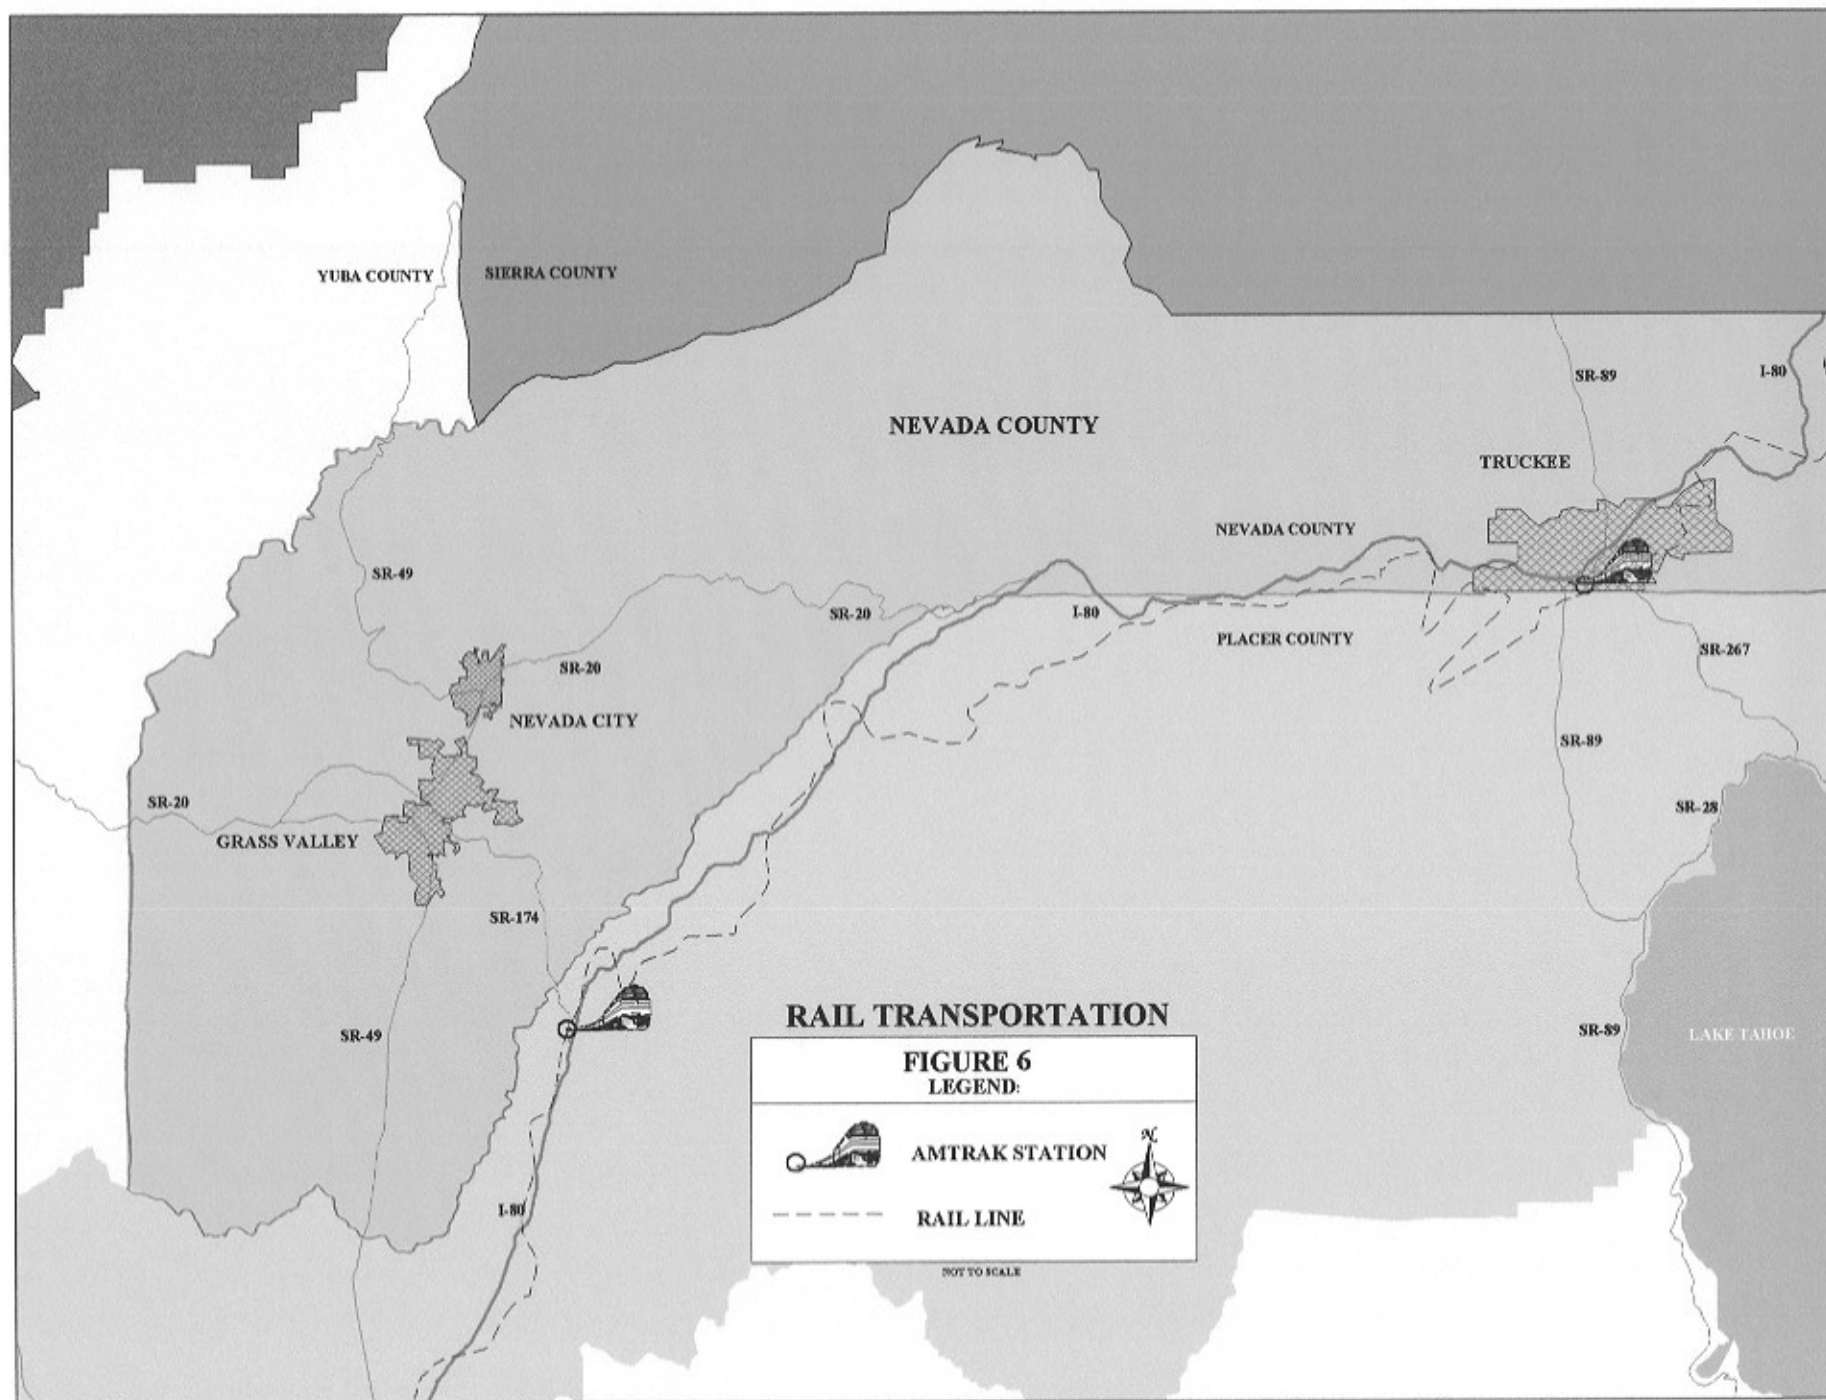 YUBA COUNTY
SIERRA COUNTY
SR-89
I-80
NEVADA COUNTY
TRUCKEE
NEVADA COUNTY
SR-49
SR-20
I-80
PLACER COUNTY
SR-267
SR-20
NEVADA CITY
SR-89
SR-20
SR-28
GRASS VALLEY
SR-174
RAIL TRANSPORTATION
SR-49
SR-89
LAKE TAHOE
FIGURE 6
LEGEND:
N
AMTRAK STATION
I-80
RAIL LINE
NOT TO SCALE